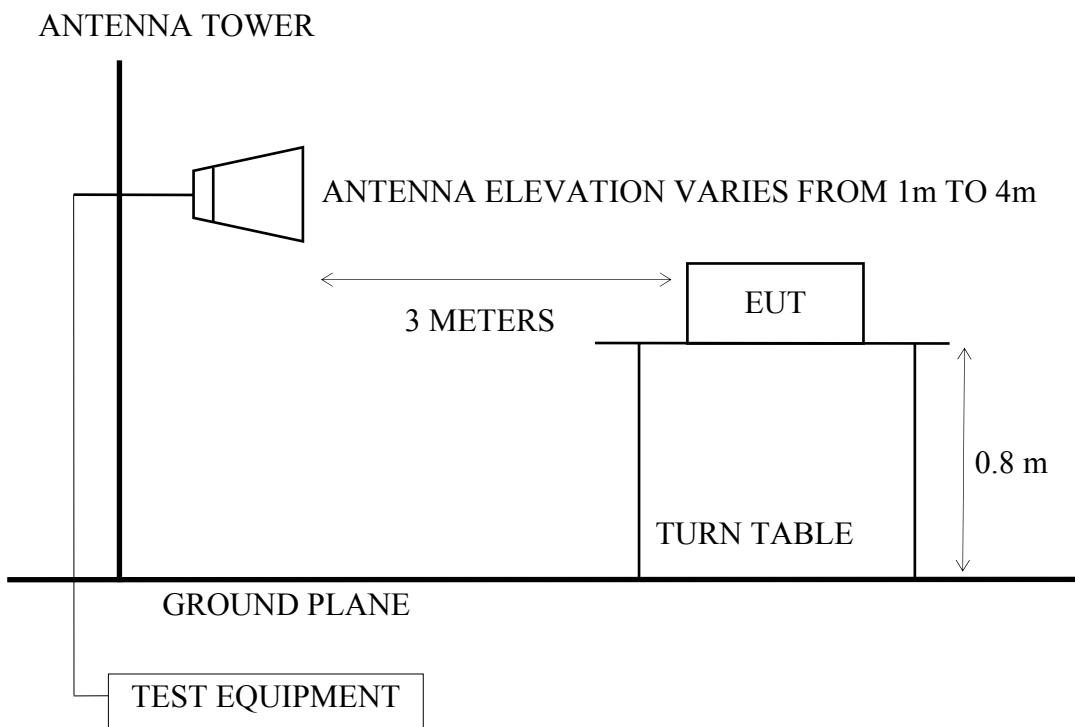 ANTENNA TOWER
ANTENNA ELEVATION VARIES FROM 1m TO 4m
EUT
3 METERS
0.8 m
TURN TABLE
GROUND PLANE
TEST EQUIPMENT